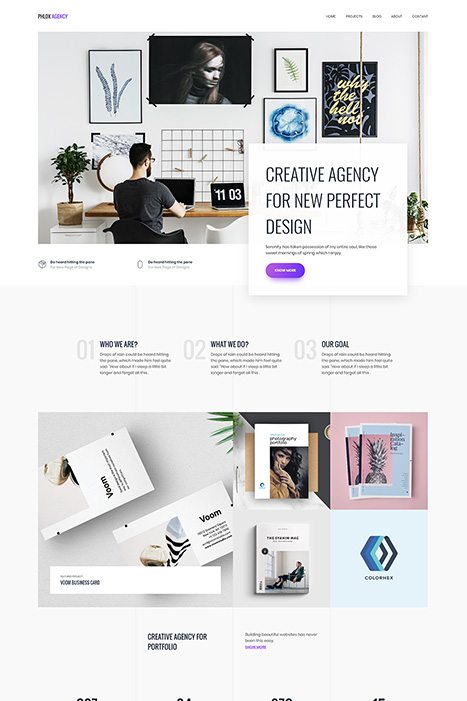 PHLOX AGENCY
HOME PROJECTS BLOG ABOUT CONTANT
why
the
hell
not
11 03
CREATIVE AGENCY
FOR NEW PERFECT
DESIGN
Serenity has taken possession of my entire soul, like these
sweet mornings of spring which I enjoy.
KNOW MORE
Be heard hitting the pane
For New Page of Designs
Be heard hitting the pane
For New Page of Designs
01 WHO WE ARE?
Drops of rain could be heard hitting
the pane, which made him feel quite
sad. "How about if I sleep a little bit
longer and forget all this.
02 WHAT WE DO?
Drops of rain could be heard hitting
the pane, which made him feel quite
sad. "How about if I sleep a little bit
longer and forget all this.
03 OUR GOAL
Drops of rain could be heard hitting
the pane, which made him feel quite
sad. "How about if I sleep a little bit
longer and forget all this.
Voom
Voom
photography
portfolio
Inspi-
ration
Cata-
log
FEATURED PROJECT
VOOM BUSINESS CARD
THE SYAHIM MAG
COLORHEX
CREATIVE AGENCY FOR
PORTFOLIO
Building beautiful websites has never
been this easy.
SHOW MORE